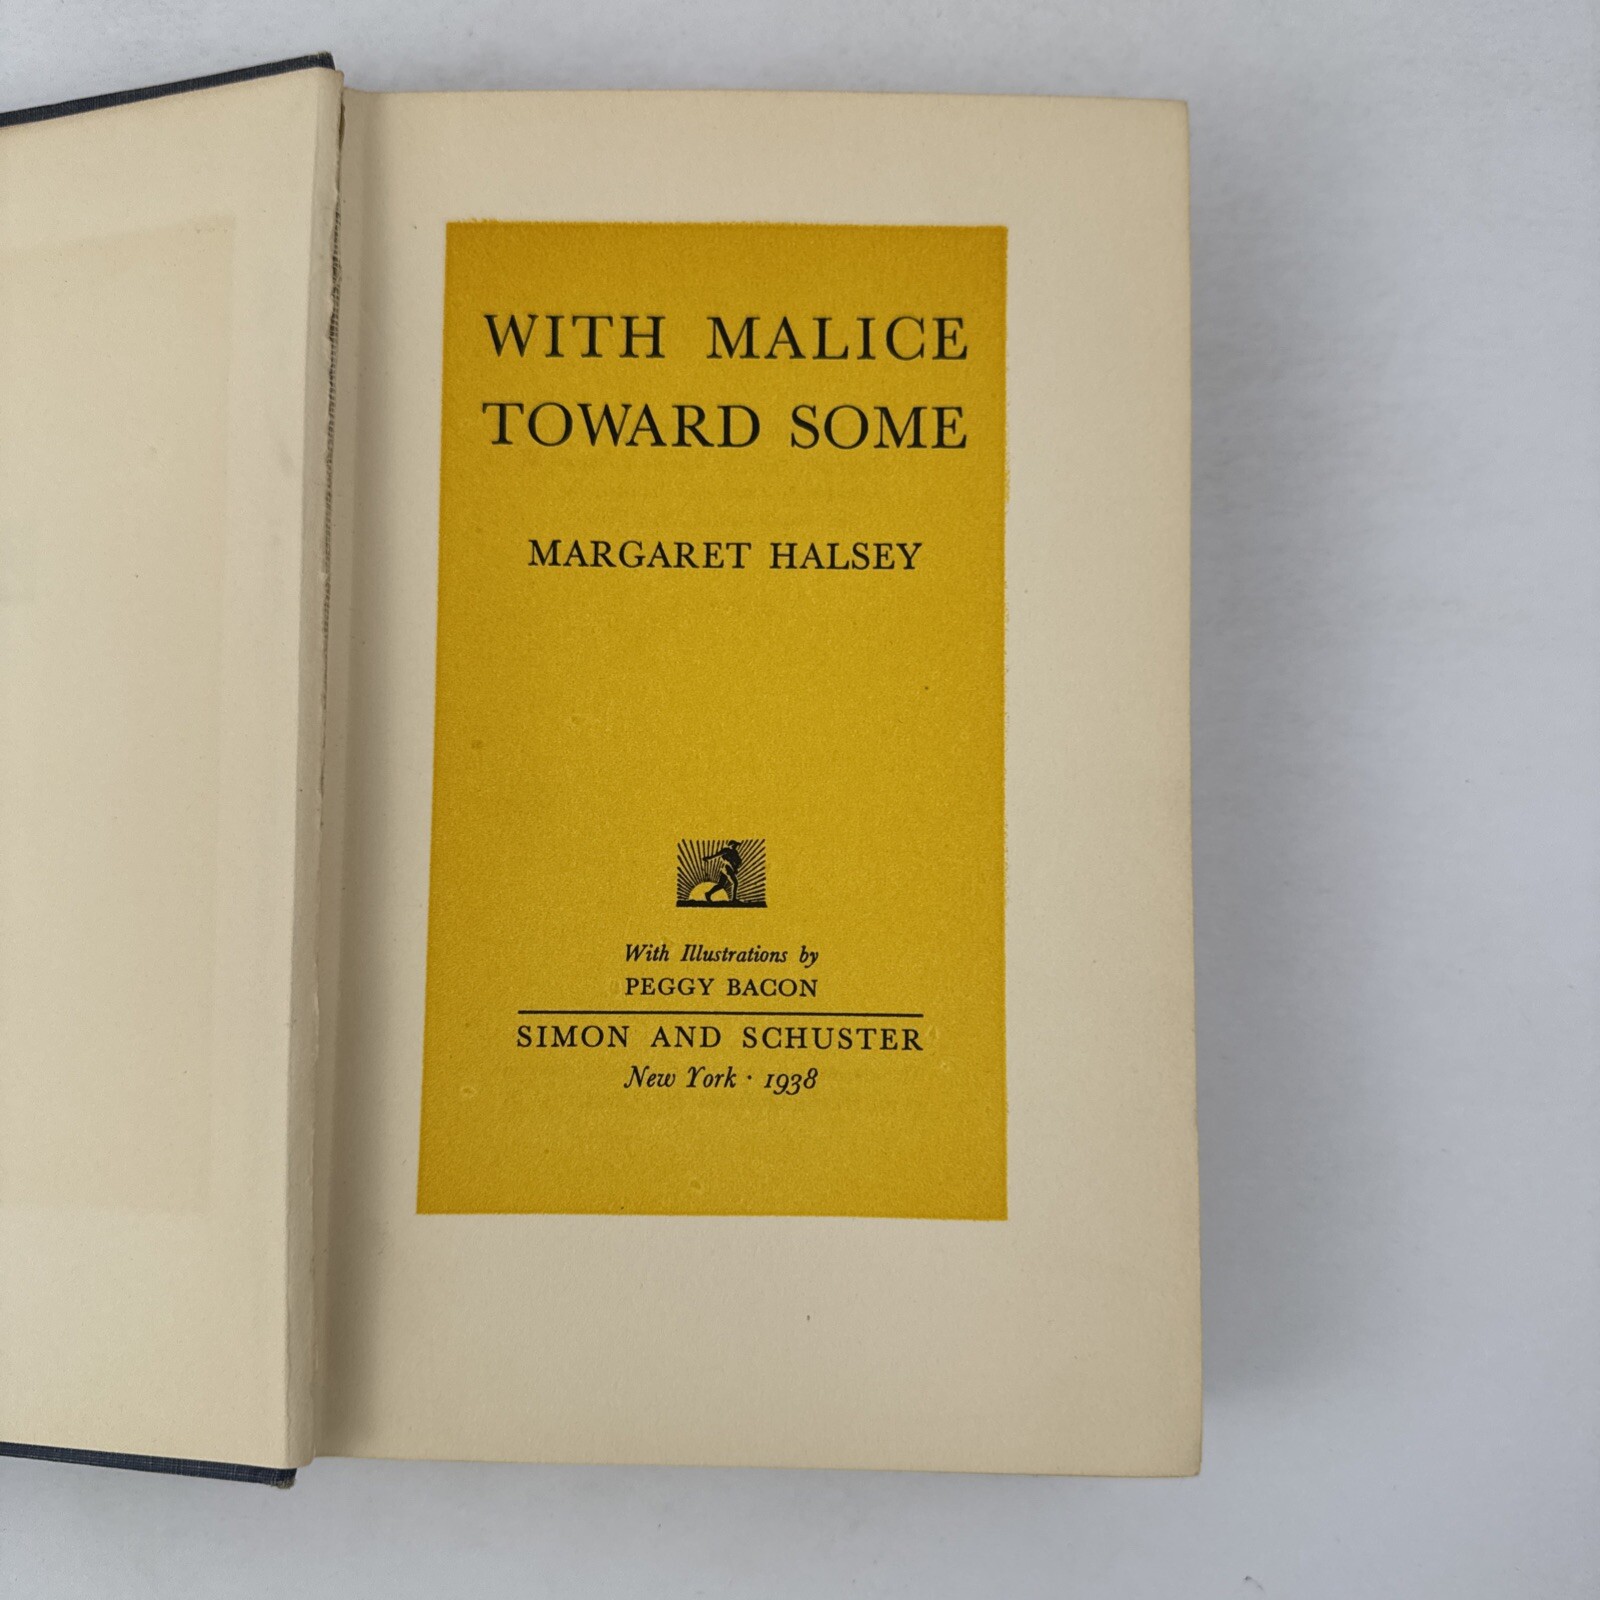 WITH MALICE
TOWARD SOME
MARGARET HALSEY
With Illustrations by
PEGGY BACON
SIMON AND SCHUSTER
New York · 1938